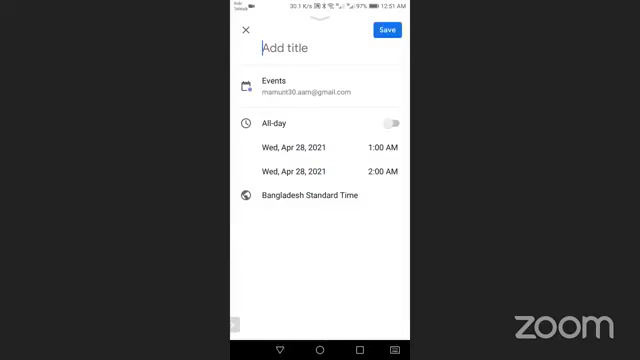 30.1 K/s 97% 12:51 AM
Save
Add title
Events
mamunt30.aam@gmail.com
All-day
Wed, Apr 28, 2021 1:00 AM
Wed, Apr 28, 2021 2:00 AM
Bangladesh Standard Time
zoom